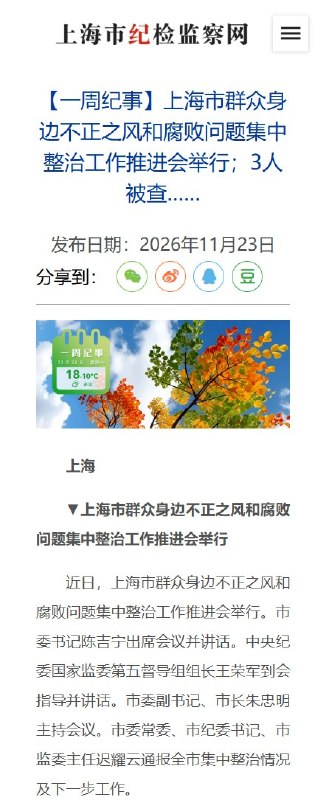 上海市纪检监察网
【一周纪事】上海市群众身
边不正之风和腐败问题集中
整治工作推进会举行；3人
被查……
发布日期：2026年11月23日
分享到：
豆
一周纪事
18-10°C
上海
▼上海市群众身边不正之风和腐败
问题集中整治工作推进会举行
近日，上海市群众身边不正之风和
腐败问题集中整治工作推进会举行。市
委书记陈吉宁出席会议并讲话。中央纪
委国家监委第五督导组组长王荣军到会
指导并讲话。市委副书记、市长朱忠明
主持会议。市委常委、市纪委书记、市
监委主任迟耀云通报全市集中整治情况
及下一步工作。